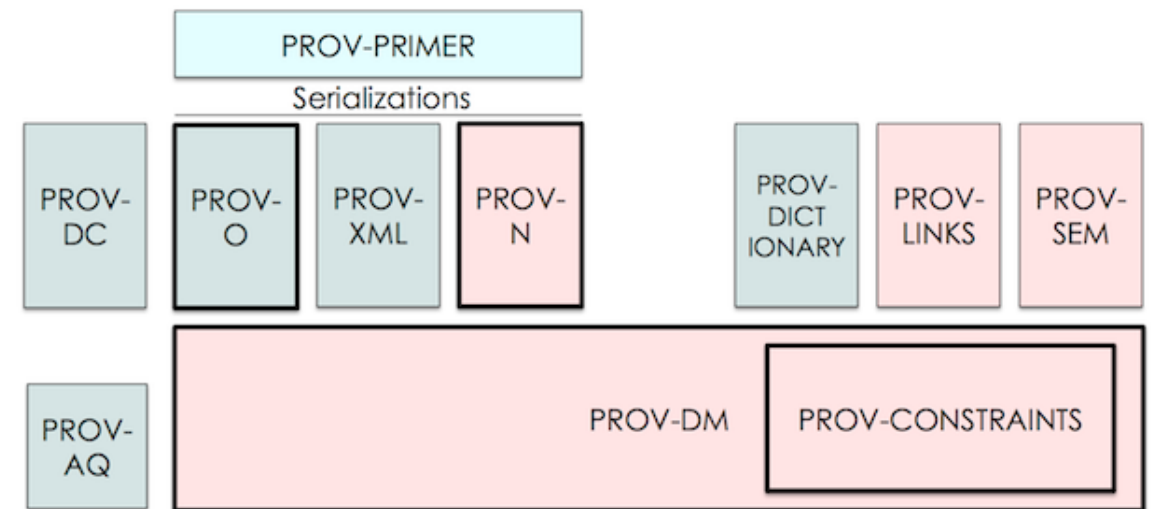 PROV-PRIMER
Serializations
PROV-
DC
PROV-
O
PROV-
XML
PROV-
N
PROV-
DICT
IONARY
PROV-
LINKS
PROV-
SEM
PROV-
AQ
PROV-DM
PROV-CONSTRAINTS